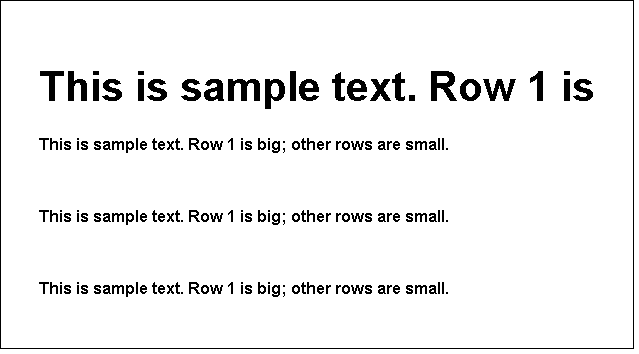 This is sample text. Row 1 is
This is sample text. Row 1 is big; other rows are small.
This is sample text. Row 1 is big; other rows are small.
This is sample text. Row 1 is big; other rows are small.